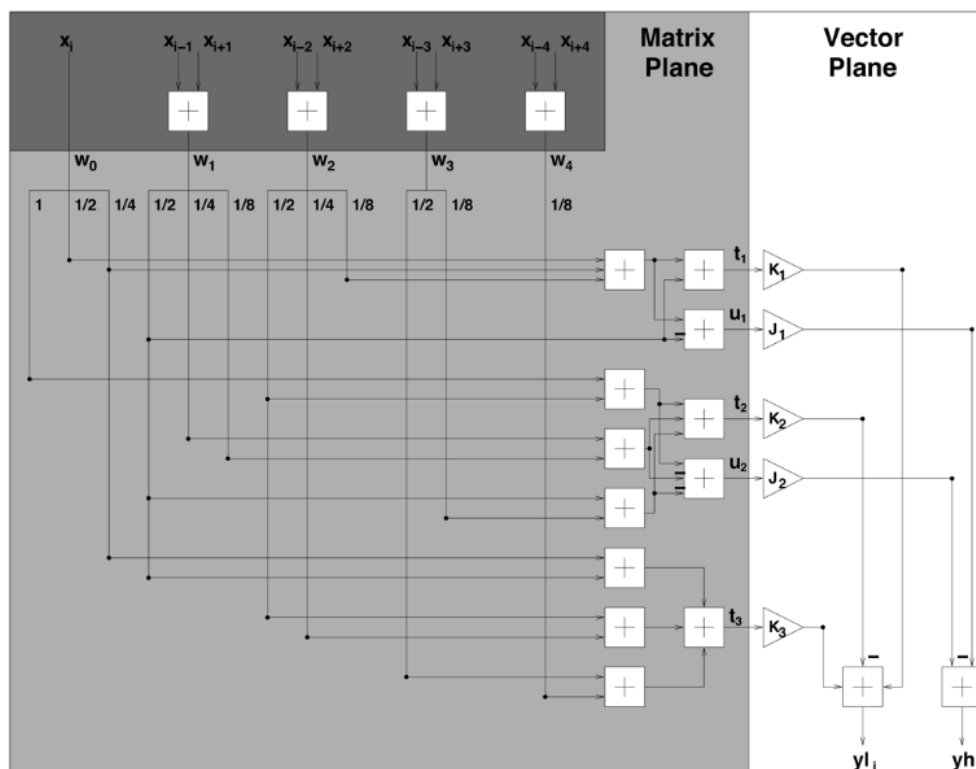 x_i x_{i-1} x_{i+1} x_{i-2} x_{i+2} x_{i-3} x_{i+3} x_{i-4} x_{i+4}
Matrix Plane
Vector Plane
+ + + +
w_0 w_1 w_2 w_3 w_4
1 1/2 1/4 1/2 1/4 1/8 1/2 1/4 1/8 1/2 1/8 1/8
+ + t_1 K_1
− + u_1 J_1
+
+ t_2 K_2
+
− − + u_2 J_2
+
+
+ + t_3 K_3
+
− −
+ +
yl_i yh